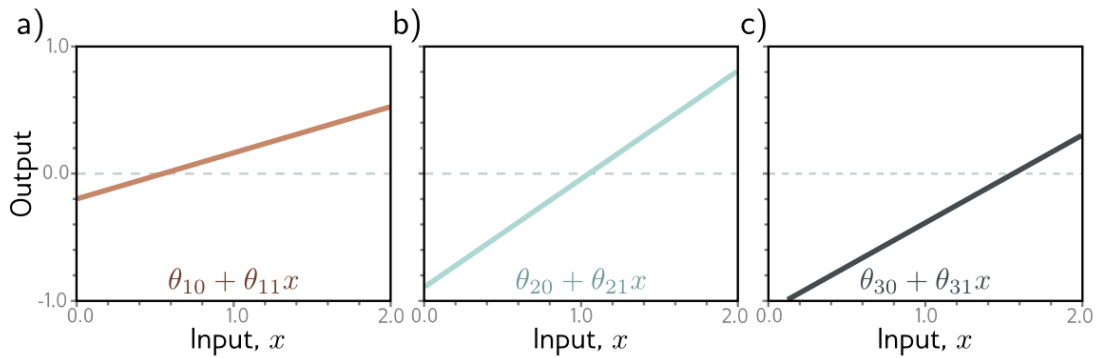 a) b) c)
1.0
0.0
-1.0
Output
θ₁₀ + θ₁₁x θ₂₀ + θ₂₁x θ₃₀ + θ₃₁x
0.0 1.0 2.0 0.0 1.0 2.0 0.0 1.0 2.0
Input, x Input, x Input, x